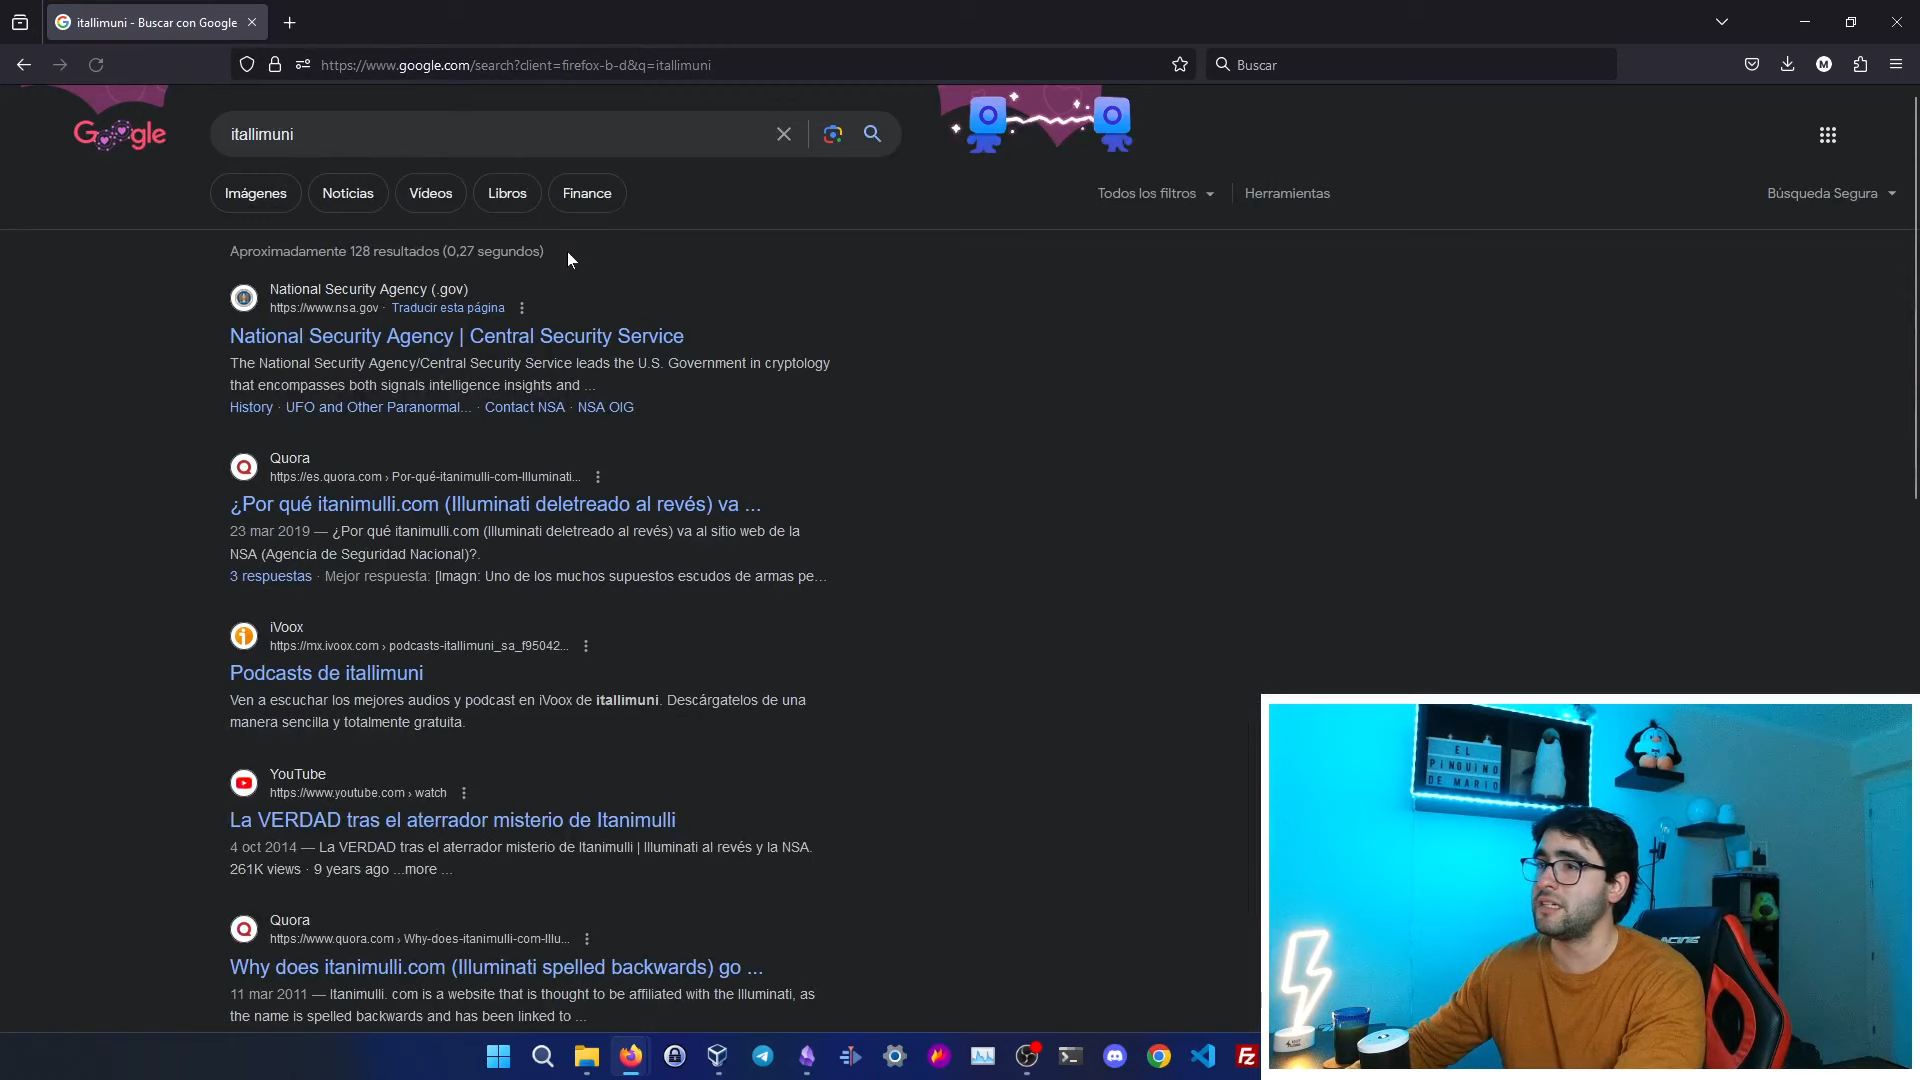 itallimuni - Buscar con Google
https://www.google.com/search?client=firefox-b-d&q=itallimuni
Buscar
M
Google
itallimuni
Imágenes
Noticias
Vídeos
Libros
Finance
Todos los filtros
Herramientas
Búsqueda Segura
Aproximadamente 128 resultados (0,27 segundos)
National Security Agency (.gov)
https://www.nsa.gov · Traducir esta página
National Security Agency | Central Security Service
The National Security Agency/Central Security Service leads the U.S. Government in cryptology
that encompasses both signals intelligence insights and ...
History · UFO and Other Paranormal... · Contact NSA · NSA OIG
Quora
https://es.quora.com › Por-qué-itanimulli-com-Illuminati...
¿Por qué itanimulli.com (Illuminati deletreado al revés) va ...
23 mar 2019 — ¿Por qué itanimulli.com (Illuminati deletreado al revés) va al sitio web de la
NSA (Agencia de Seguridad Nacional)?.
3 respuestas · Mejor respuesta: [Imagn: Uno de los muchos supuestos escudos de armas pe...
iVoox
https://mx.ivoox.com › podcasts-itallimuni_sa_f95042...
Podcasts de itallimuni
Ven a escuchar los mejores audios y podcast en iVoox de itallimuni. Descárgatelos de una
manera sencilla y totalmente gratuita.
YouTube
https://www.youtube.com › watch
La VERDAD tras el aterrador misterio de Itanimulli
4 oct 2014 — La VERDAD tras el aterrador misterio de Itanimulli | Illuminati al revés y la NSA.
261K views · 9 years ago ...more ...
Quora
https://www.quora.com › Why-does-itanimulli-com-Illu...
Why does itanimulli.com (Illuminati spelled backwards) go ...
11 mar 2011 — Itanimulli. com is a website that is thought to be affiliated with the Illuminati, as
the name is spelled backwards and has been linked to ...
EL
PINGUINO
DE MARIO
RACING
FZ